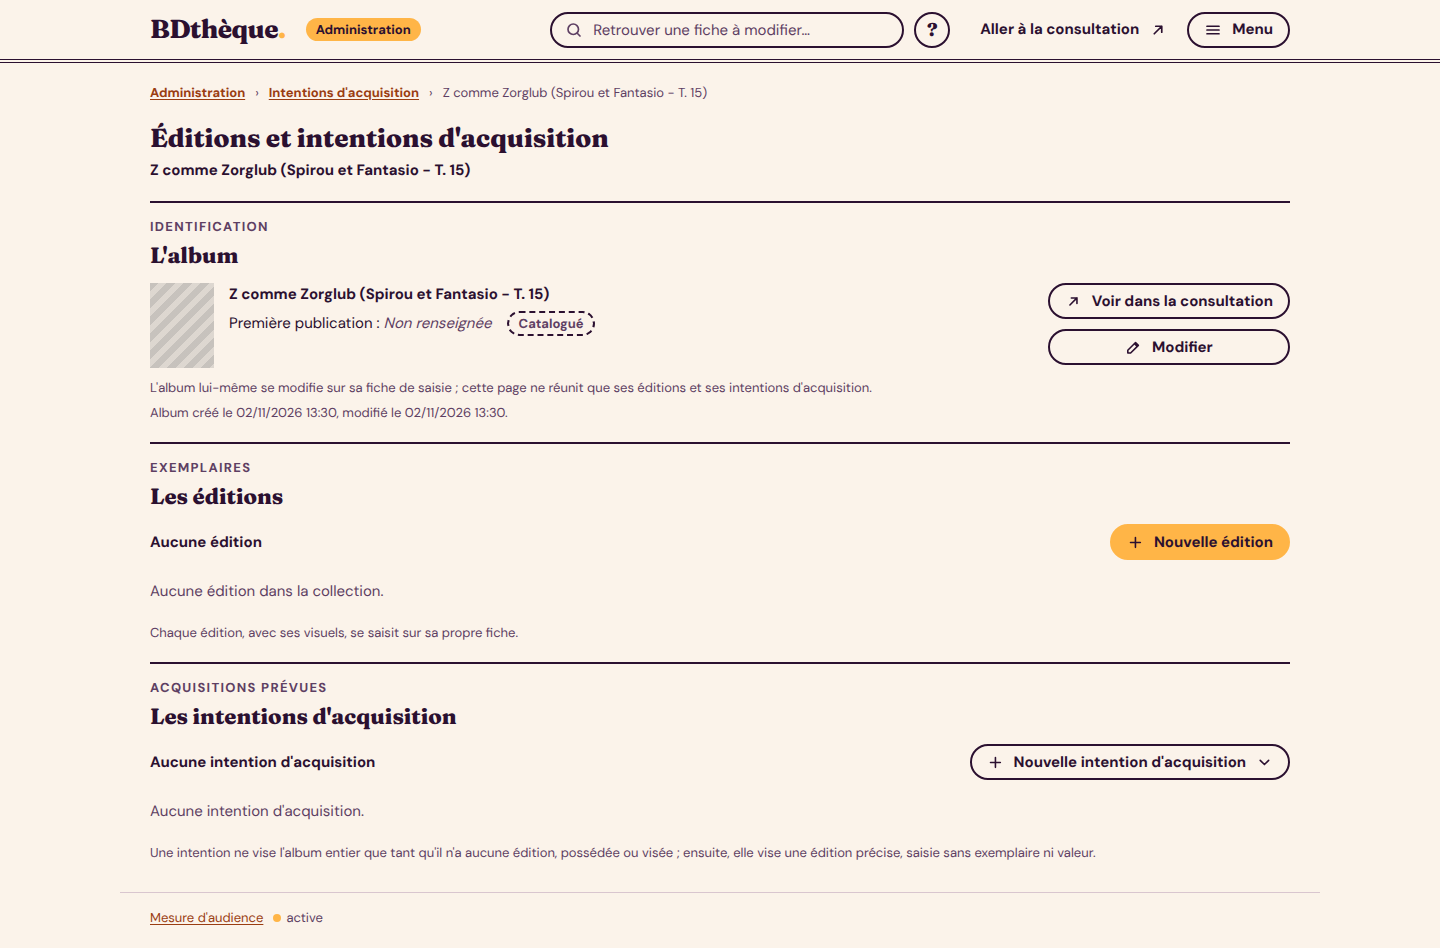 BDthèque. Administration Retrouver une fiche à modifier... ? Aller à la consultation Menu
Administration › Intentions d'acquisition › Z comme Zorglub (Spirou et Fantasio - T. 15)
Éditions et intentions d'acquisition
Z comme Zorglub (Spirou et Fantasio - T. 15)
IDENTIFICATION
L'album
Z comme Zorglub (Spirou et Fantasio - T. 15)
Voir dans la consultation
Première publication : Non renseignée Catalogué
Modifier
L'album lui-même se modifie sur sa fiche de saisie ; cette page ne réunit que ses éditions et ses intentions d'acquisition.
Album créé le 02/11/2026 13:30, modifié le 02/11/2026 13:30.
EXEMPLAIRES
Les éditions
Aucune édition Nouvelle édition
Aucune édition dans la collection.
Chaque édition, avec ses visuels, se saisit sur sa propre fiche.
ACQUISITIONS PRÉVUES
Les intentions d'acquisition
Aucune intention d'acquisition Nouvelle intention d'acquisition
Aucune intention d'acquisition.
Une intention ne vise l'album entier que tant qu'il n'a aucune édition, possédée ou visée ; ensuite, elle vise une édition précise, saisie sans exemplaire ni valeur.
Mesure d'audience active